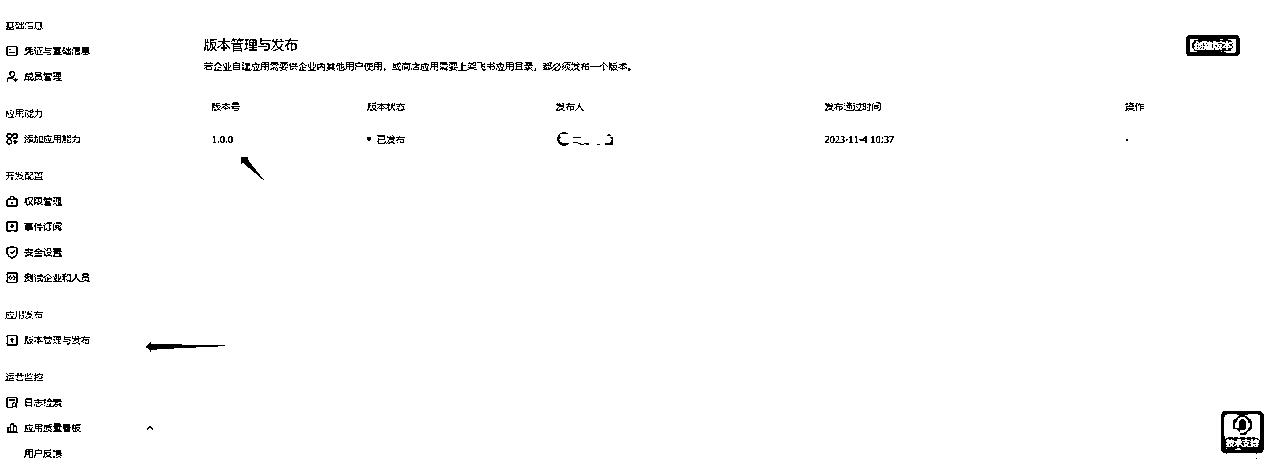 基础信息
凭证与基础信息
成员管理
应用能力
添加应用能力
开发配置
权限管理
事件订阅
安全设置
测试企业和人员
应用发布
版本管理与发布
运营监控
日志检索
应用质量看板
用户反馈
版本管理与发布
创建版本
若企业自建应用需要供企业内其他用户使用，或商店应用需要上架飞书应用目录，都必须发布一个版本。
版本号 版本状态 发布人 发布通过时间 操作
1.0.0 已发布 2023-11-4 10:37 -
技术支持